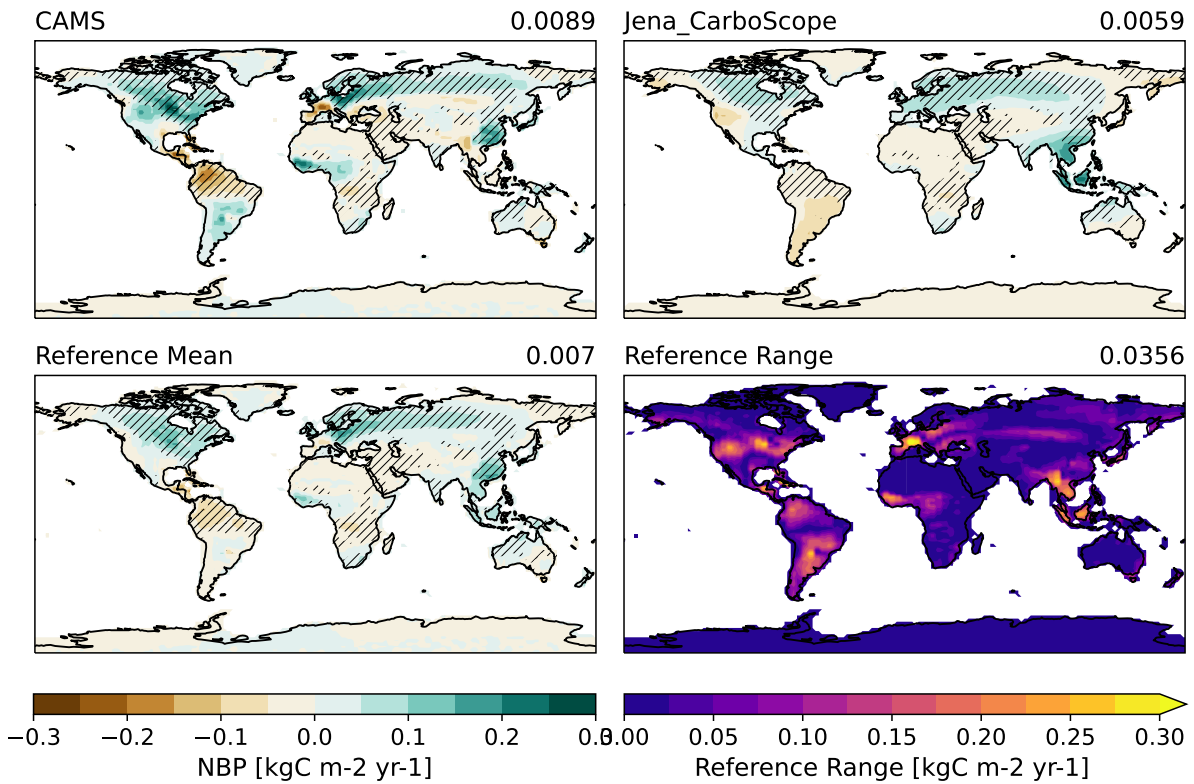 CAMS 0.0089
Jena_CarboScope 0.0059
Reference Mean 0.007
Reference Range 0.0356
−0.3 −0.2 −0.1 0.0 0.1 0.2 0.3
NBP [kgC m-2 yr-1]
0.00 0.05 0.10 0.15 0.20 0.25 0.30
Reference Range [kgC m-2 yr-1]